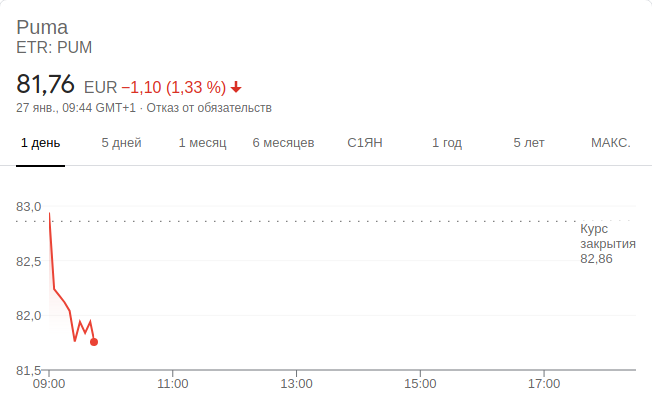 Puma
ETR: PUM
81,76 EUR −1,10 (1,33 %)
27 янв., 09:44 GMT+1 · Отказ от обязательств
1 день 5 дней 1 месяц 6 месяцев С1ЯН 1 год 5 лет МАКС.
83,0
Курс
закрытия
82,86
82,5
82,0
81,5
09:00 11:00 13:00 15:00 17:00